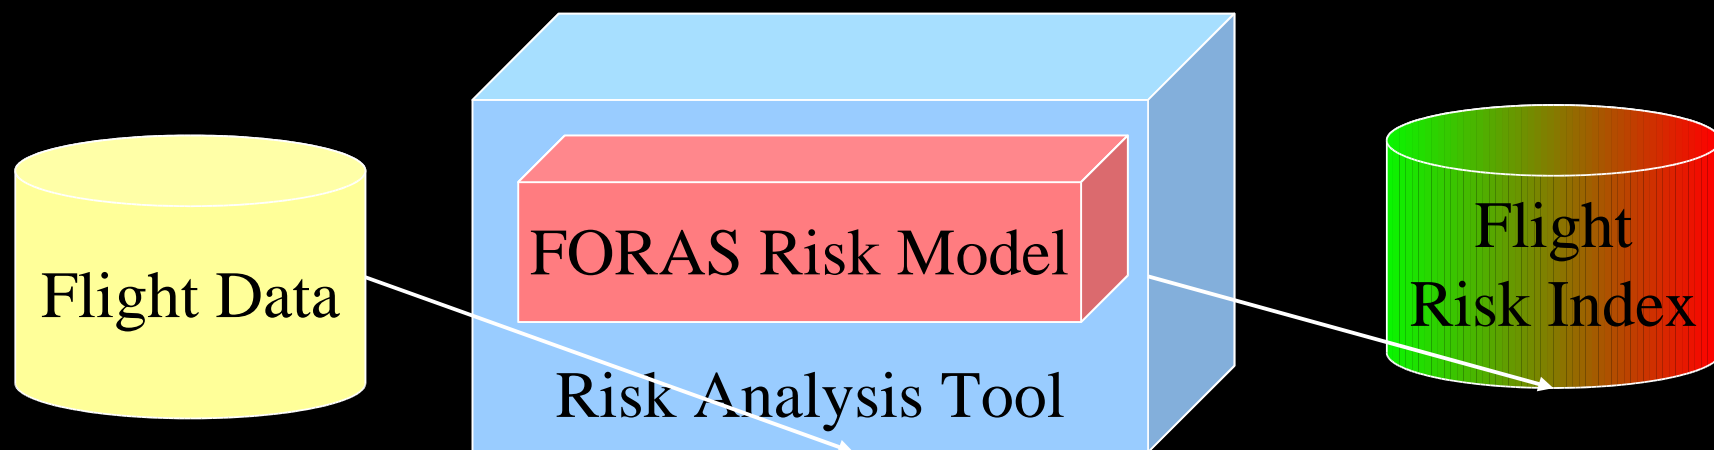 Flight Data
FORAS Risk Model
Risk Analysis Tool
Flight
Risk Index